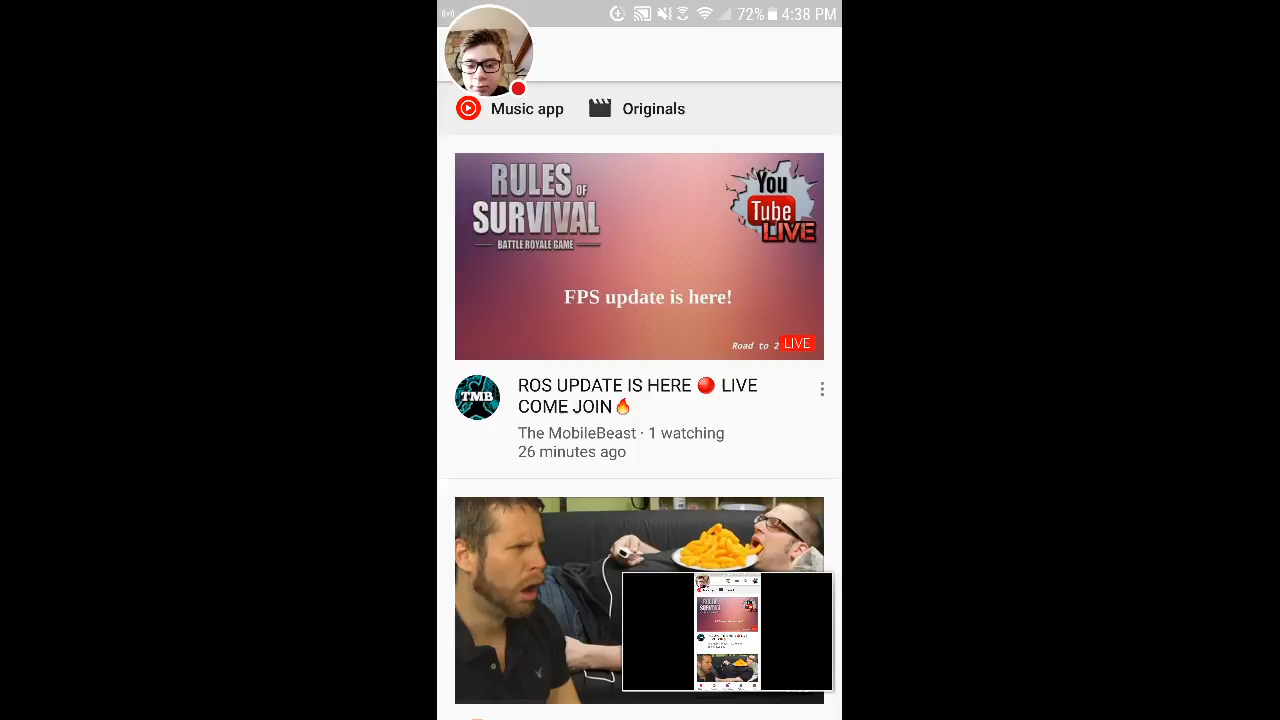 72% 4:38 PM
Music app Originals
RULES OF
SURVIVAL
BATTLE ROYALE GAME
You
Tube
LIVE
FPS update is here!
Road to 2
LIVE
TMB
ROS UPDATE IS HERE 🔴 LIVE
COME JOIN🔥
The MobileBeast · 1 watching
26 minutes ago